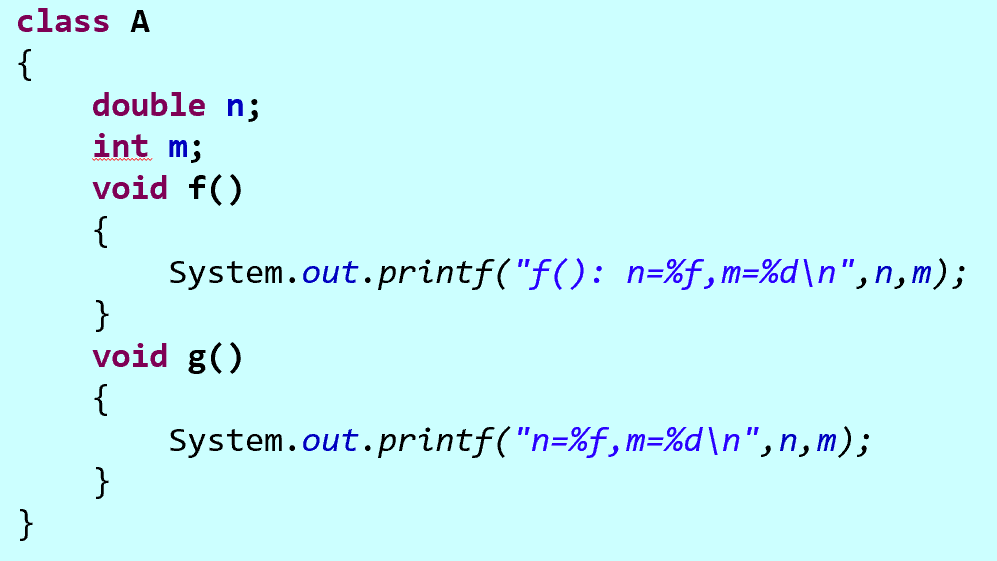 class A
{
    double n;
    int m;
    void f()
    {
        System.out.printf("f(): n=%f,m=%d\n",n,m);
    }
    void g()
    {
        System.out.printf("n=%f,m=%d\n",n,m);
    }
}